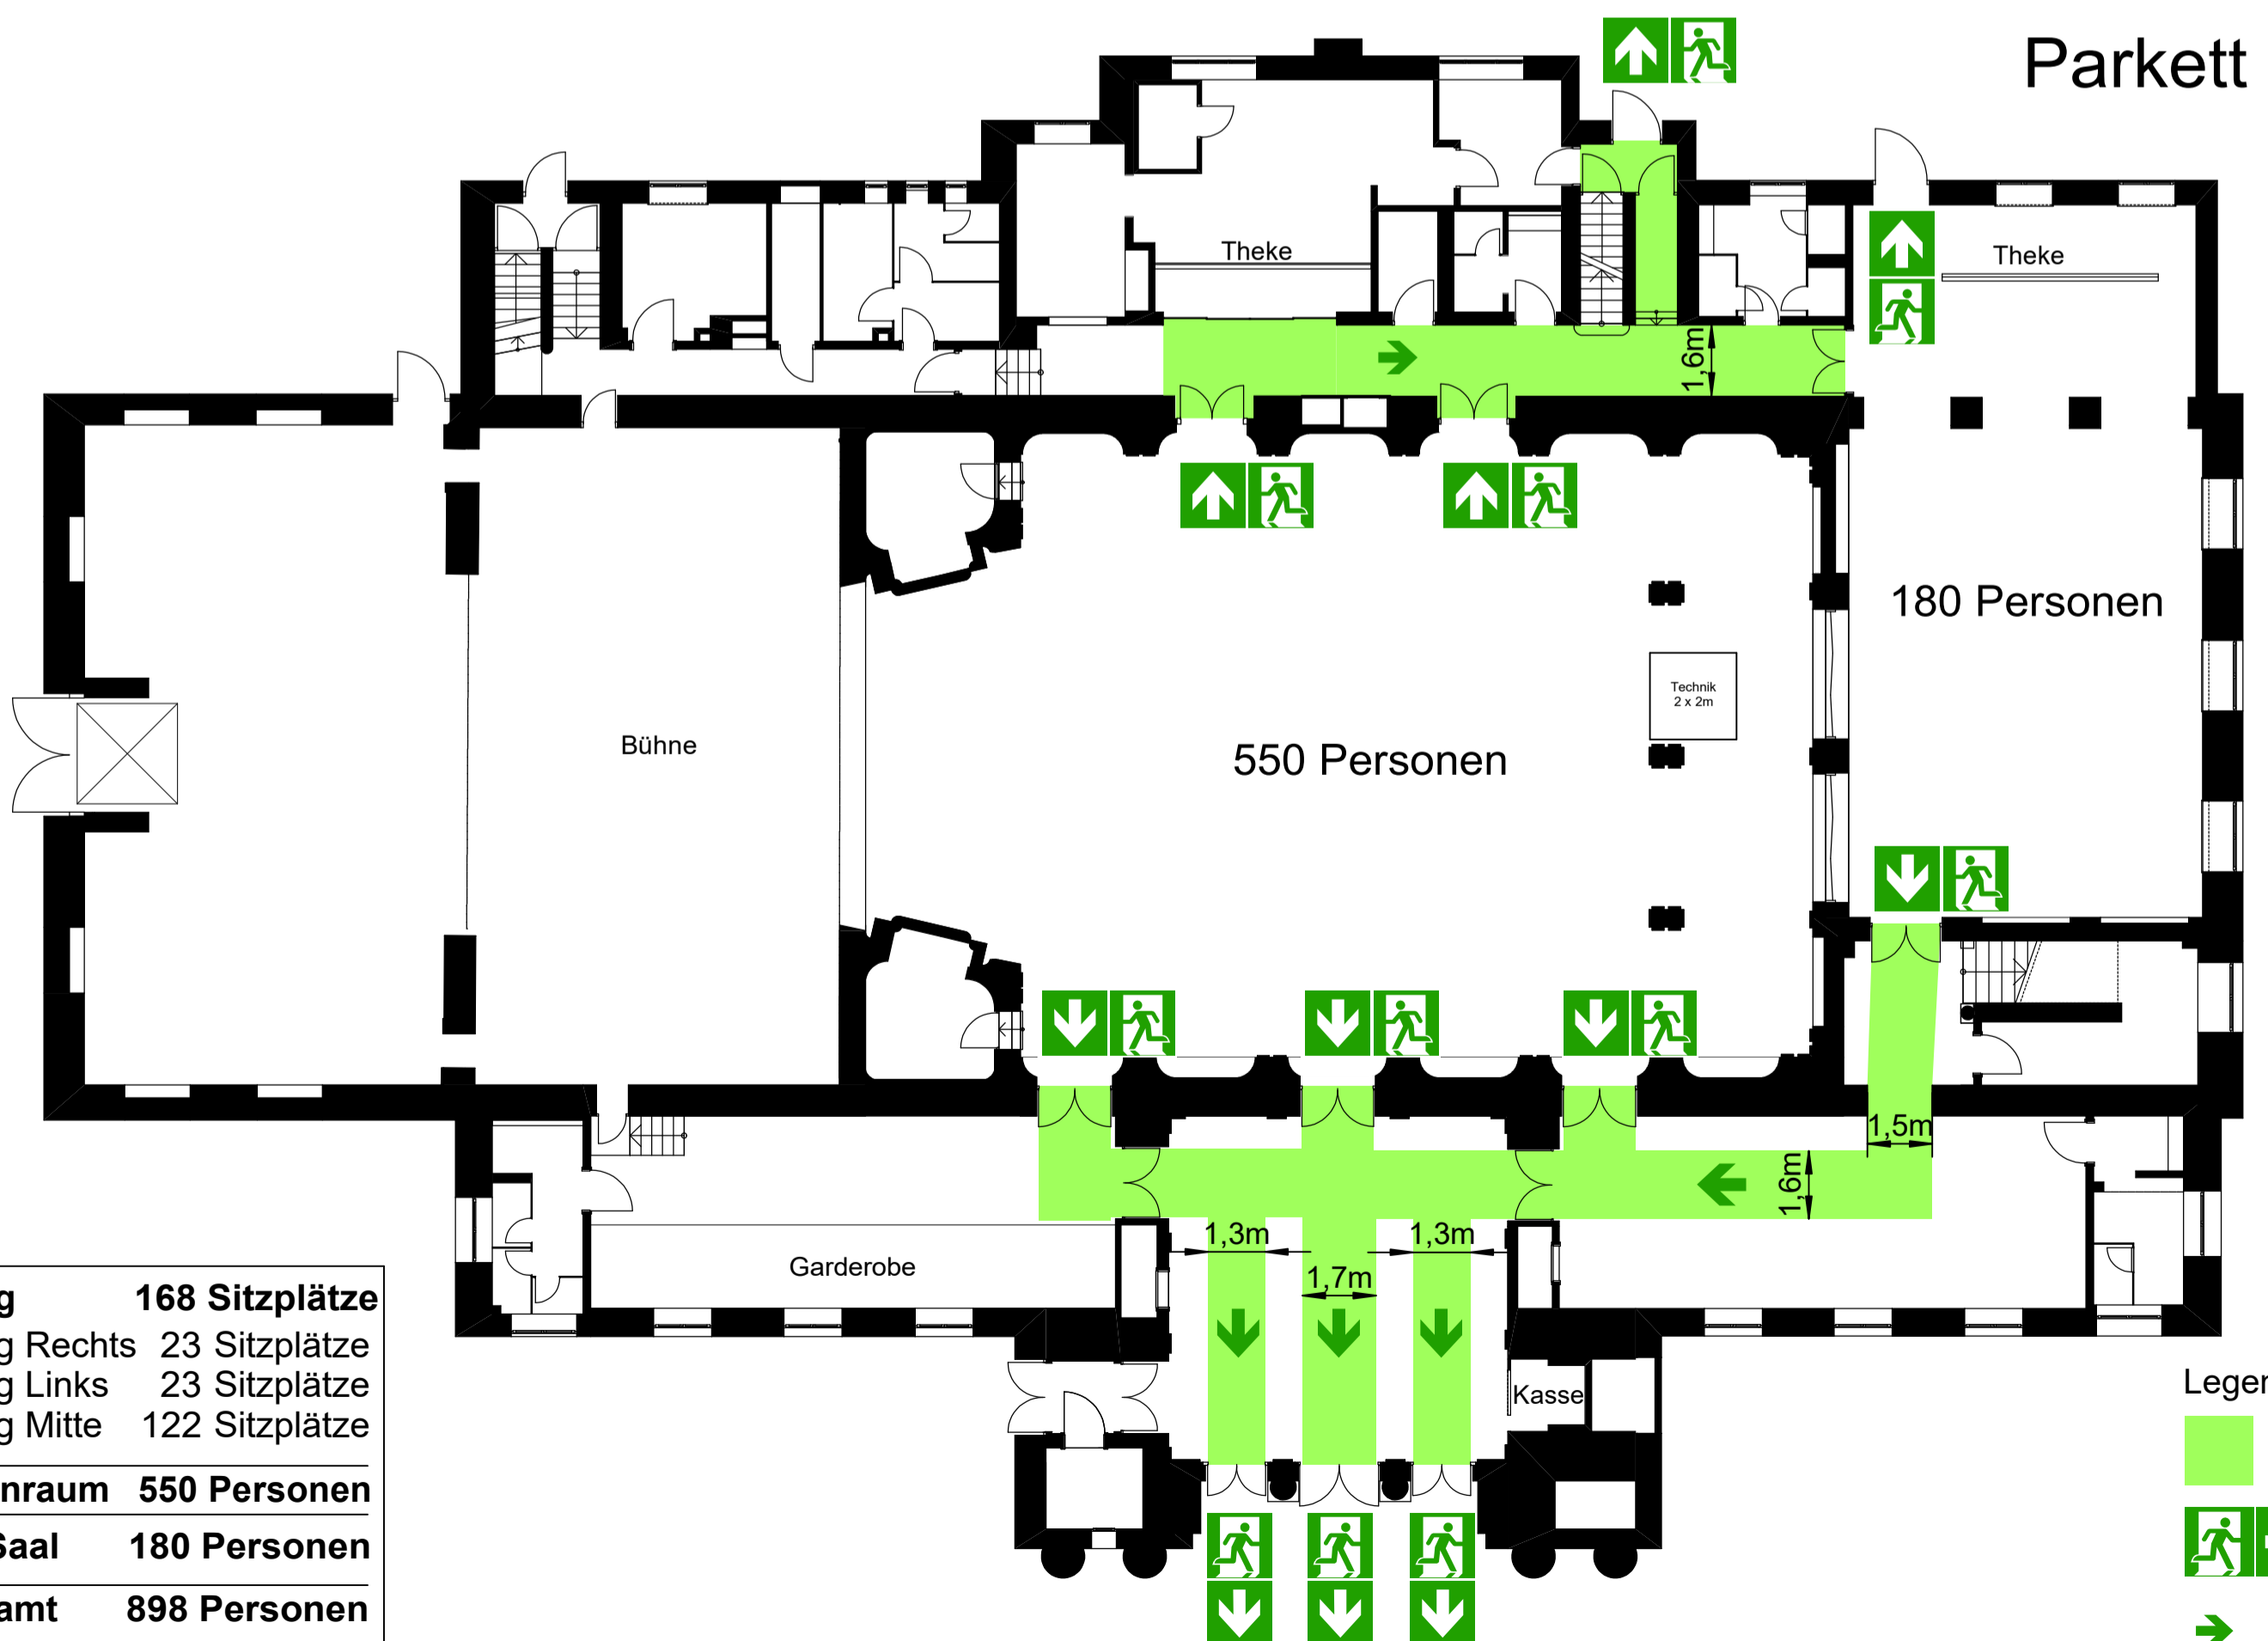 Parkett
Theke
Theke
1,6m
180 Personen
Technik
2 x 2m
Bühne
550 Personen
1,5m
1,6m
1,3m
1,3m
1,7m
Garderobe
Kasse
g 168 Sitzplätze
g Rechts 23 Sitzplätze
g Links 23 Sitzplätze
g Mitte 122 Sitzplätze
nraum 550 Personen
Saal 180 Personen
amt 898 Personen
Legen